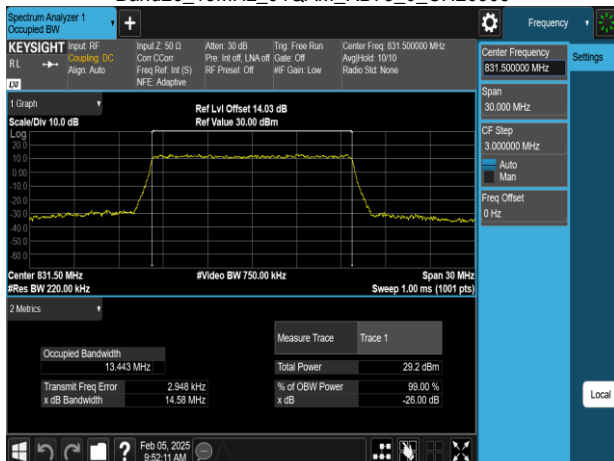 Spectrum Analyzer 1
Occupied BW
Frequency
KEYSIGHT
RL
LXI
Input: RF
Coupling: DC
Align: Auto
Input Z: 50 Ω
Corr CCorr
Freq Ref: Int (S)
NFE: Adaptive
Atten: 30 dB
Pre: Int off, LNA off
RF Presel: Off
Trig: Free Run
Gate: Off
#IF Gain: Low
Center Freq: 831.500000 MHz
Avg|Hold: 10/10
Radio Std: None
Center Frequency
831.500000 MHz
Settings
Span
30.000 MHz
CF Step
3.000000 MHz
Auto
Man
Freq Offset
0 Hz
Local
1 Graph
Scale/Div 10.0 dB
Ref Lvl Offset 14.03 dB
Ref Value 30.00 dBm
Log
20.0
10.0
0.00
-10.0
-20.0
-30.0
-40.0
-50.0
-60.0
Center 831.50 MHz
#Video BW 750.00 kHz
Span 30 MHz
#Res BW 220.00 kHz
Sweep 1.00 ms (1001 pts)
2 Metrics
Measure Trace
Trace 1
Occupied Bandwidth
13.443 MHz
Total Power
29.2 dBm
Transmit Freq Error
2.948 kHz
% of OBW Power
99.00 %
x dB Bandwidth
14.58 MHz
x dB
-26.00 dB
Feb 05, 2025
9:52:11 AM